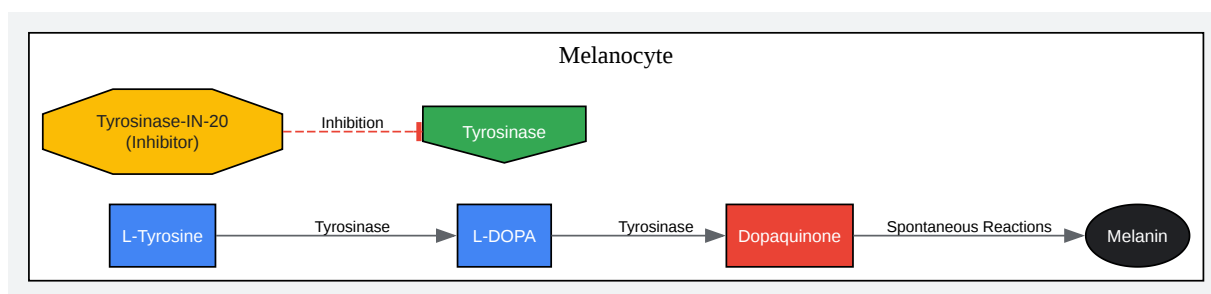 Melanocyte
Tyrosinase-IN-20
(Inhibitor)
Inhibition
Tyrosinase
L-Tyrosine
Tyrosinase
L-DOPA
Tyrosinase
Dopaquinone
Spontaneous Reactions
Melanin